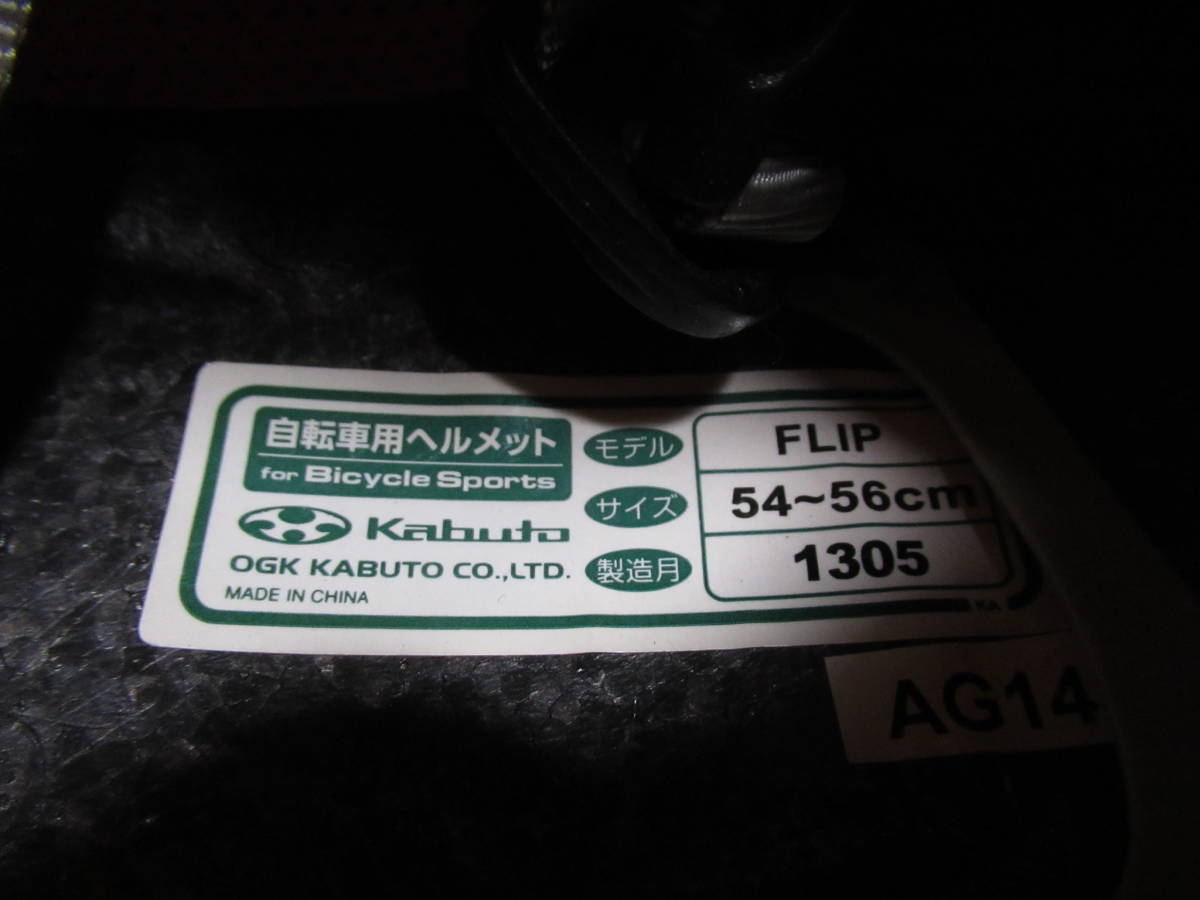 自転車用ヘルメット
for Bicycle Sports
Kabuto
OGK KABUTO CO.,LTD.
MADE IN CHINA
モデル FLIP
サイズ 54~56cm
製造月 1305
KA
AG14